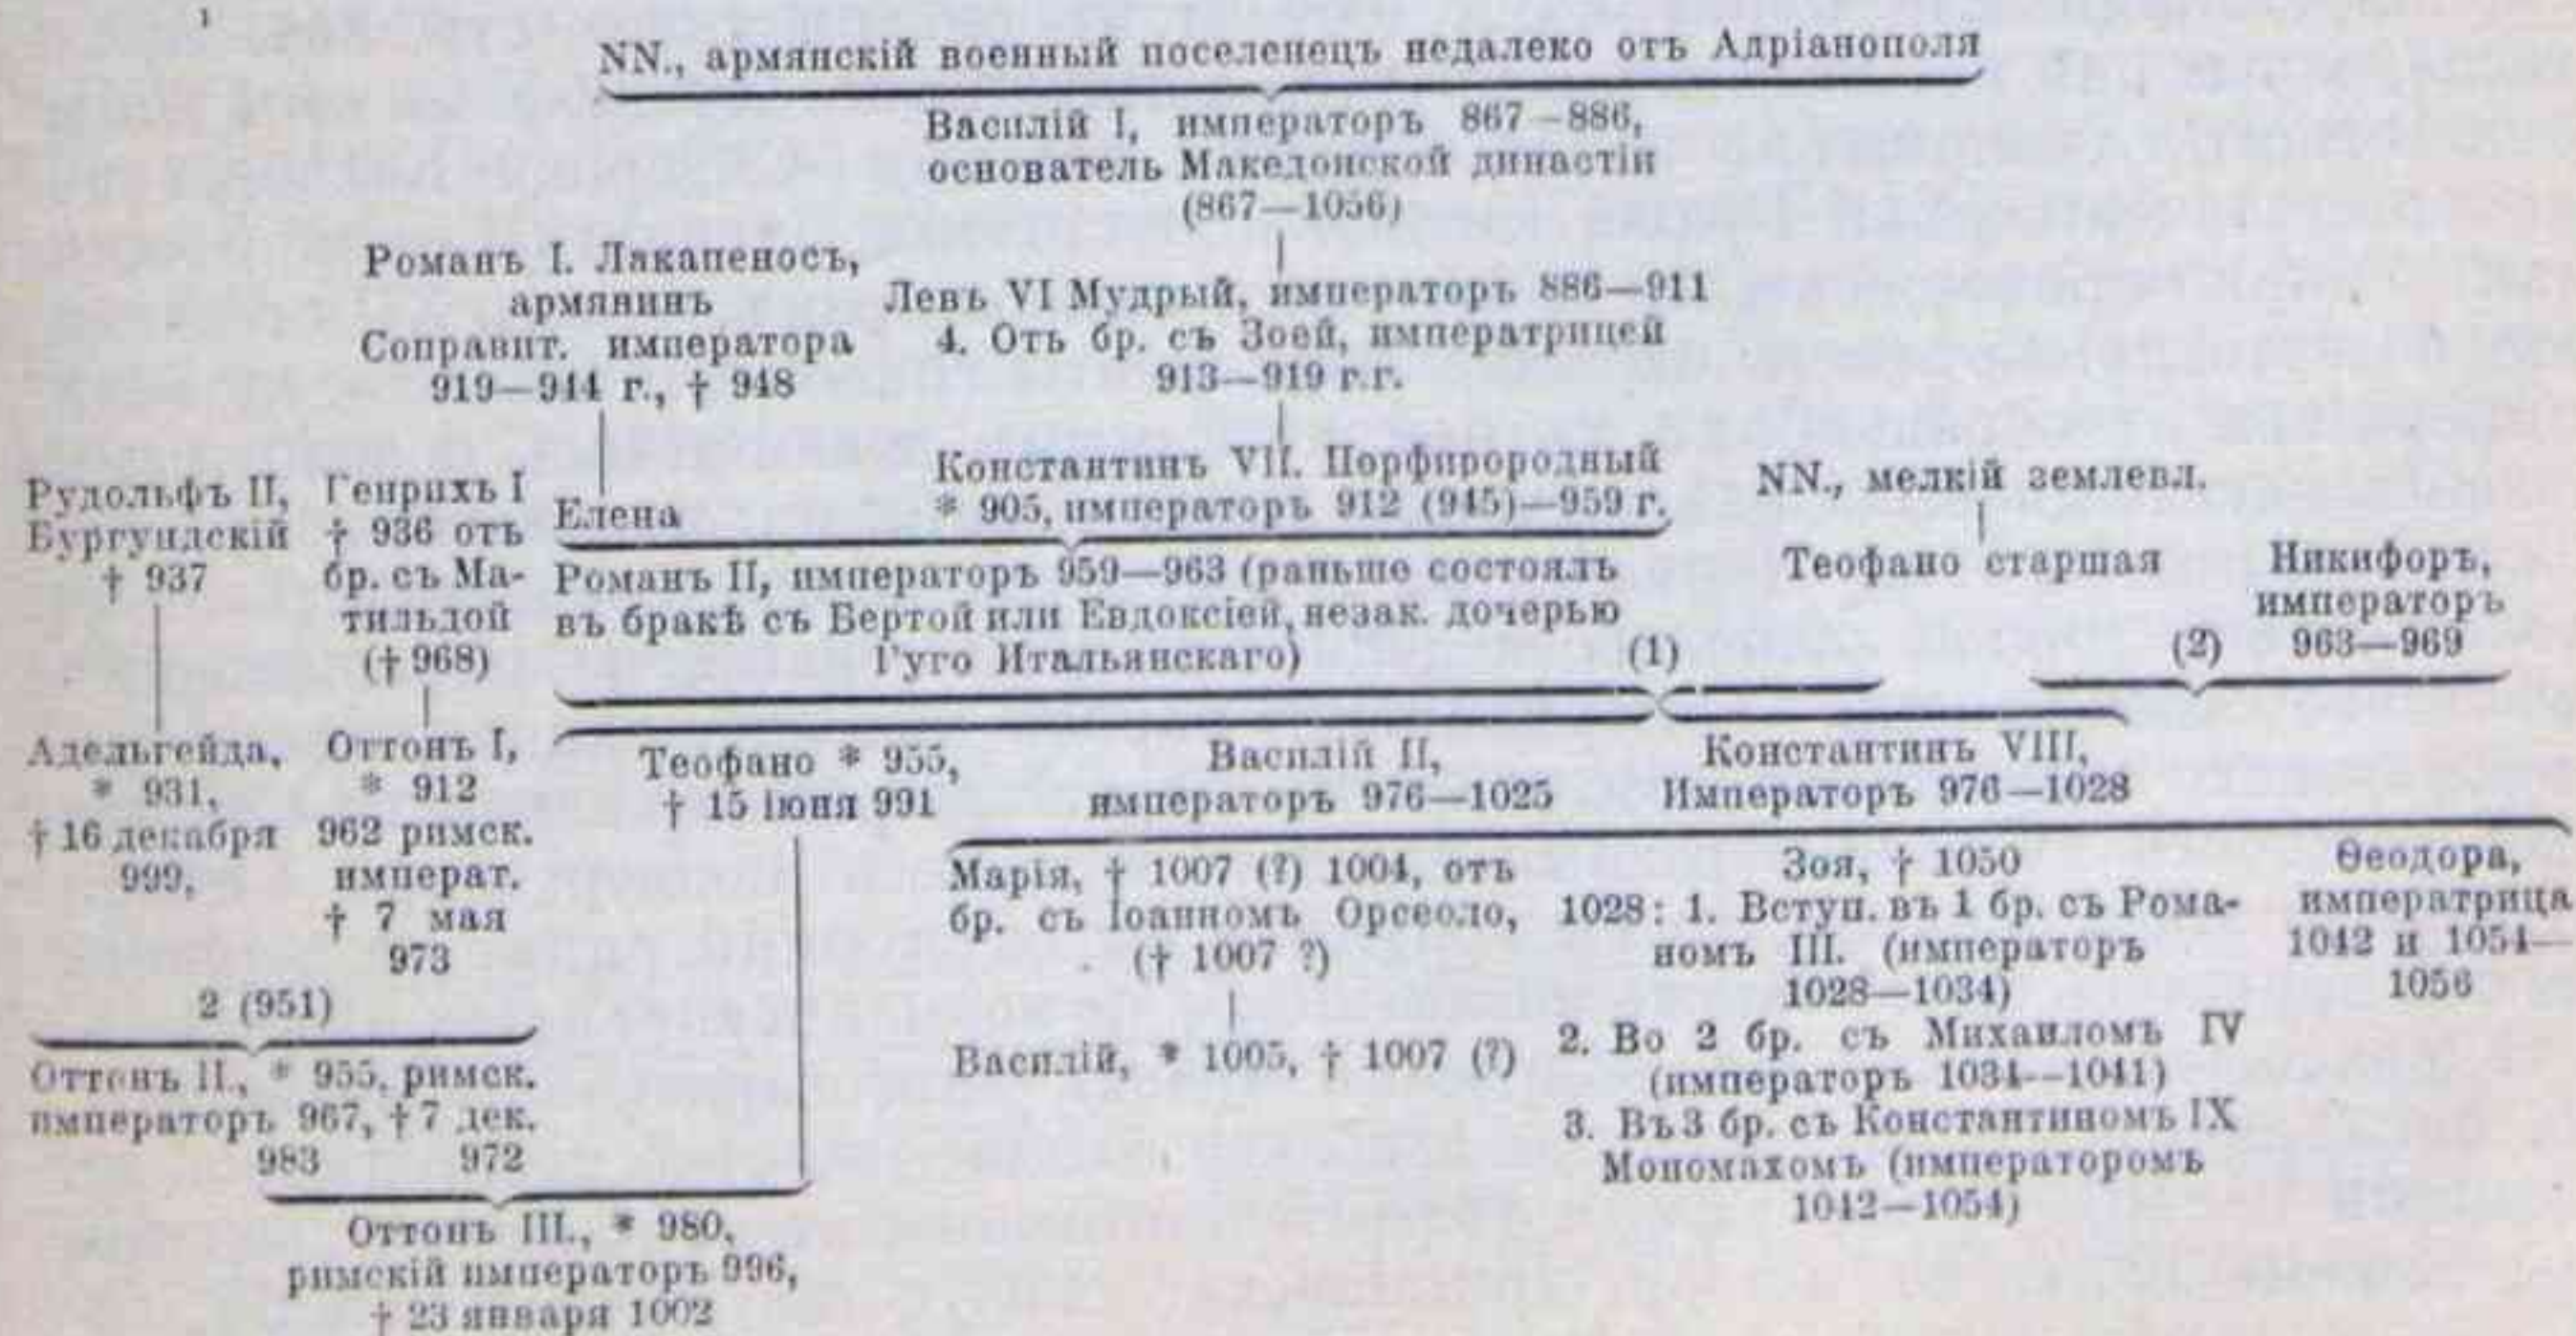 1
NN., армянскій военный поселенецъ недалеко отъ Адріанополя
Василій I, императоръ 867—886,
основатель Македонской династіи
(867—1056)
Романъ I. Лакапеносъ,
армянинъ
Соправит. императора
919—944 г., † 948
Левъ VI Мудрый, императоръ 886—911
4. Отъ бр. съ Зоей, императрицей
913—919 г.г.
Рудольфъ II,
Бургундскій
† 937
Генрихъ I
† 936 отъ
бр. съ Ма-
тильдой
(† 968)
Елена
Константинъ VII. Порфирородный
* 905, императоръ 912 (945)—959 г.
NN., мелкій землевл.
Теофано старшая
Никифоръ,
императоръ
963—969
Романъ II, императоръ 959—963 (раньше состоялъ
въ бракѣ съ Бертой или Евдоксіей, незак. дочерью
Гуго Итальянскаго)
(1)
(2)
Адельгейда,
* 931,
† 16 декабря
999,
Оттонъ I,
* 912
962 римск.
императ.
† 7 мая
973
Теофано * 955,
† 15 іюня 991
Василій II,
императоръ 976—1025
Константинъ VIII,
Императоръ 976—1028
Марія, † 1007 (?) 1004, отъ
бр. съ Іоанномъ Орсеоло,
(† 1007 ?)
Зоя, † 1050
1028: 1. Вступ. въ 1 бр. съ Рома-
номъ III. (императоръ
1028—1034)
2. Во 2 бр. съ Михаиломъ IV
(императоръ 1034—1041)
3. Въ 3 бр. съ Константиномъ IX
Мономахомъ (императоромъ
1042—1054)
Ѳеодора,
императрица
1042 и 1054—
1056
2 (951)
Василій, * 1005, † 1007 (?)
Оттонъ II., * 955, римск.
императоръ 967, † 7 дек.
983 972
Оттонъ III., * 980,
римскій императоръ 996,
† 23 января 1002